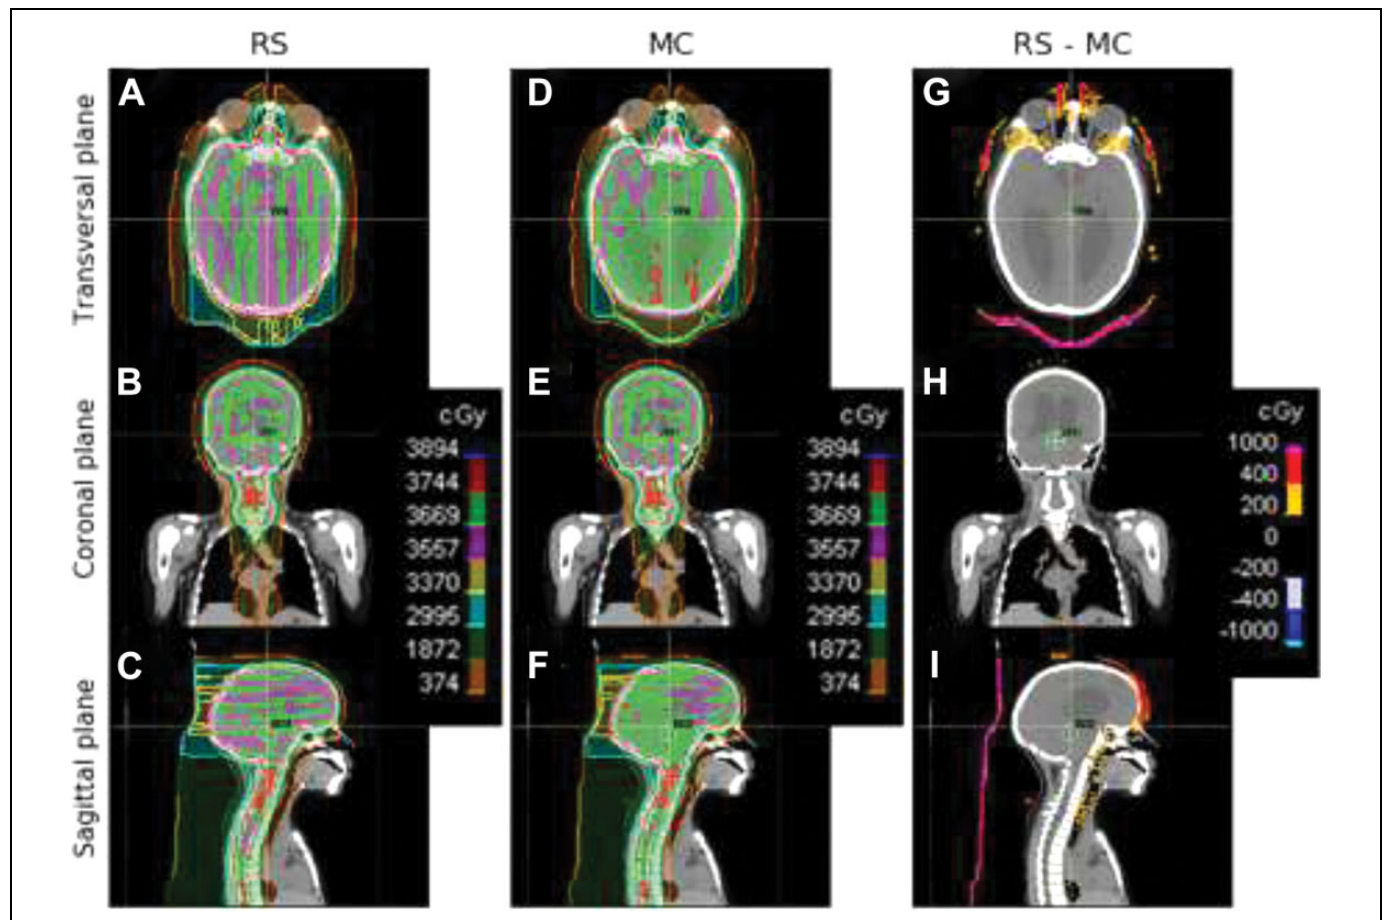 RS
MC
RS - MC
Transversal plane
A
D
G
Coronal plane
B
E
H
cGy
3894
3744
3669
3557
3370
2995
1872
374
cGy
3894
3744
3669
3557
3370
2995
1872
374
cGy
1000
400
200
0
-200
-400
-1000
Sagittal plane
C
F
I